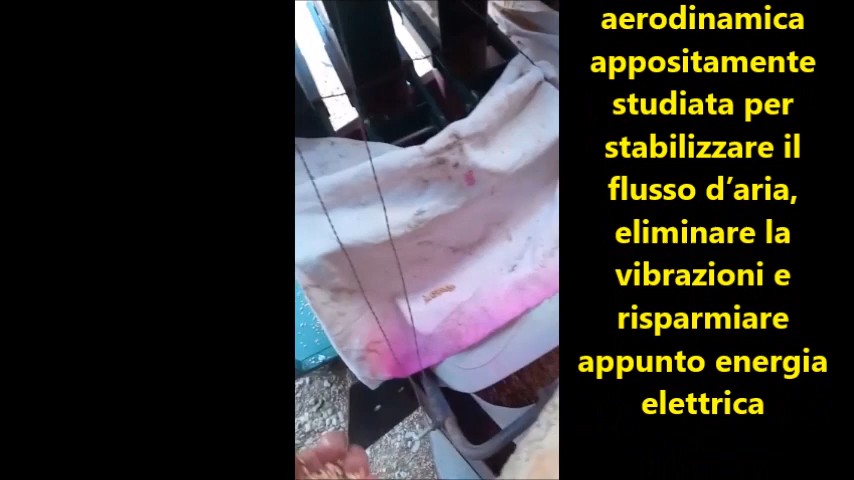 aerodinamica
appositamente
studiata per
stabilizzare il
flusso d’aria,
eliminare la
vibrazioni e
risparmiare
appunto energia
elettrica